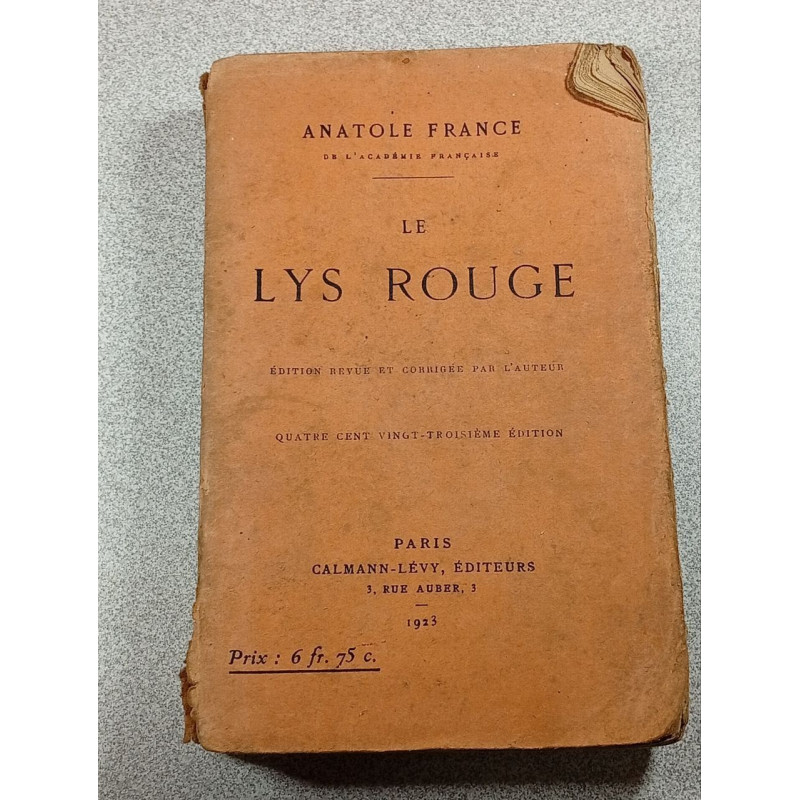 ANATOLE FRANCE
DE L'ACADÉMIE FRANÇAISE
LE
LYS ROUGE
ÉDITION REVUE ET CORRIGÉE PAR L'AUTEUR
QUATRE CENT VINGT-TROISIÈME ÉDITION
PARIS
CALMANN-LÉVY, ÉDITEURS
3, RUE AUBER, 3
1923
Prix : 6 fr. 75 c.